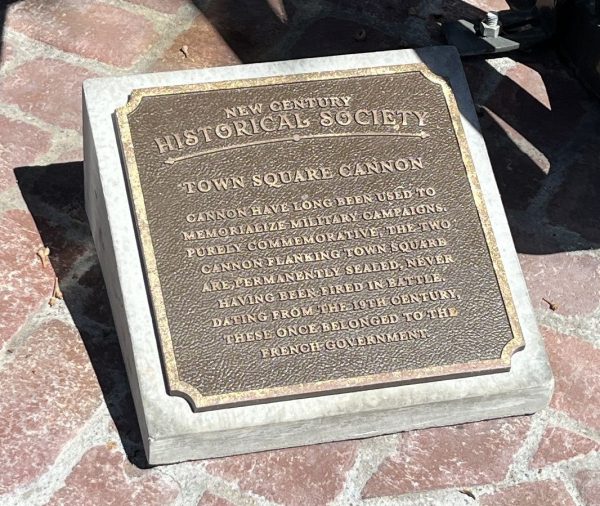 NEW CENTURY
HISTORICAL SOCIETY
TOWN SQUARE CANNON
CANNON HAVE LONG BEEN USED TO
MEMORIALIZE MILITARY CAMPAIGNS.
PURELY COMMEMORATIVE, THE TWO
CANNON FLANKING TOWN SQUARE
ARE PERMANENTLY SEALED, NEVER
HAVING BEEN FIRED IN BATTLE.
DATING FROM THE 19TH CENTURY,
THESE ONCE BELONGED TO THE
FRENCH GOVERNMENT